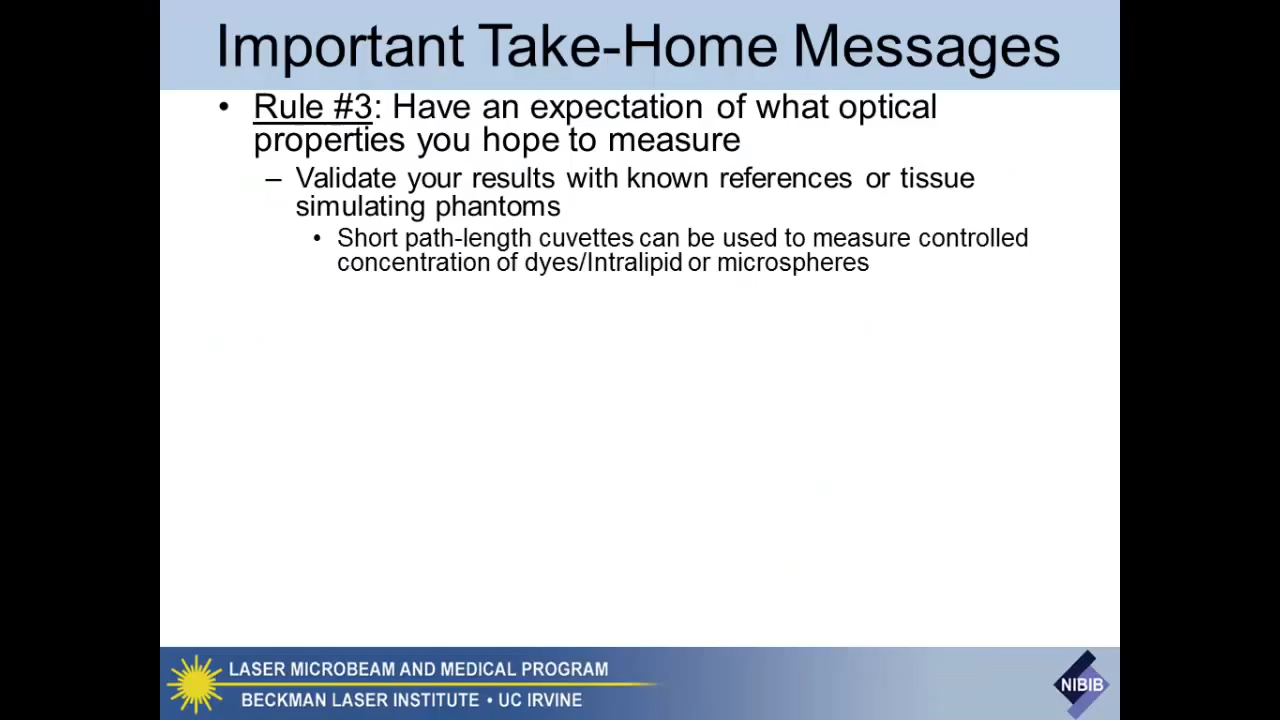 Important Take-Home Messages
• Rule #3: Have an expectation of what optical
properties you hope to measure
– Validate your results with known references or tissue
simulating phantoms
• Short path-length cuvettes can be used to measure controlled
concentration of dyes/Intralipid or microspheres
LASER MICROBEAM AND MEDICAL PROGRAM
BECKMAN LASER INSTITUTE • UC IRVINE
NIBIB